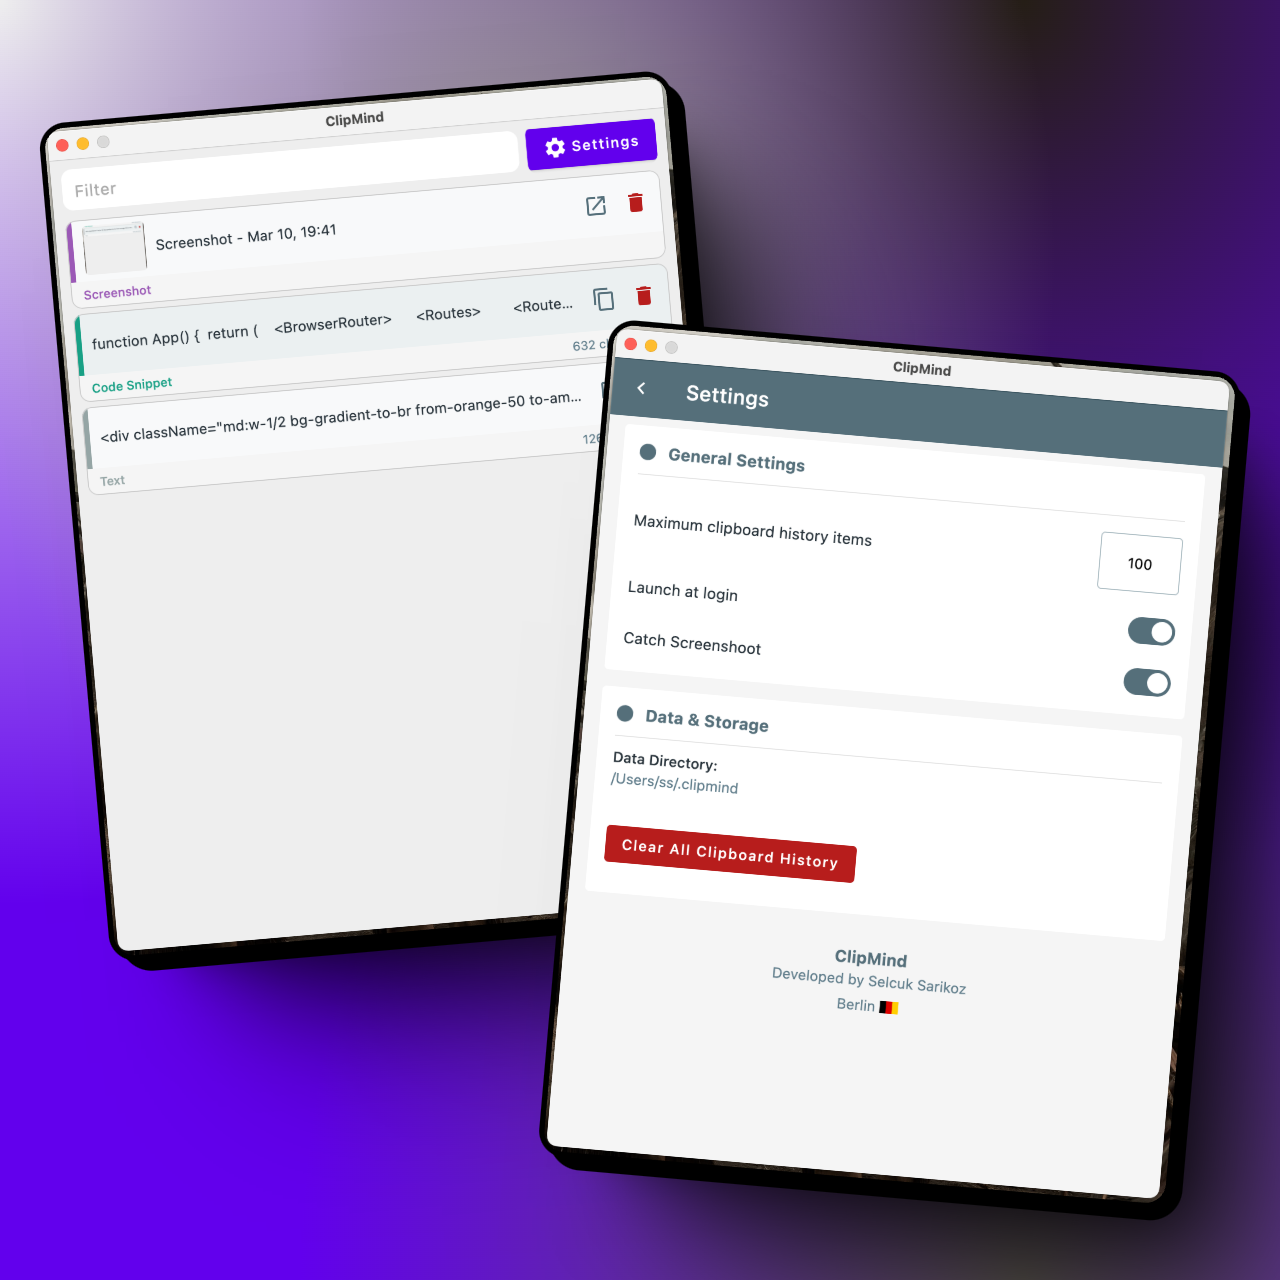 ClipMind
Filter
Settings
Screenshot - Mar 10, 19:41
Screenshot
function App() { return ( <BrowserRouter> <Routes> <Route...
632
Code Snippet
<div className="md:w-1/2 bg-gradient-to-br from-orange-50 to-am...
Text
ClipMind
Settings
General Settings
Maximum clipboard history items
100
Launch at login
Catch Screenshoot
Data & Storage
Data Directory:
/Users/ss/.clipmind
Clear All Clipboard History
ClipMind
Developed by Selcuk Sarikoz
Berlin 🇩🇪